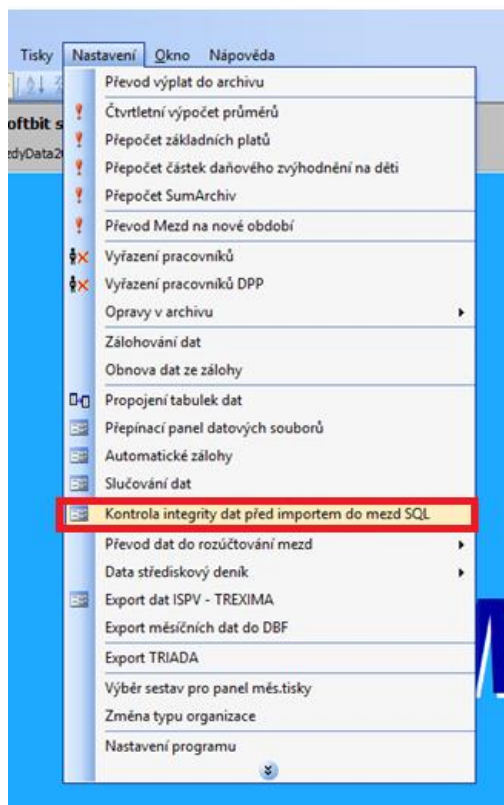 Tisky Nastavení Okno Nápověda
Převod výplat do archivu
Čtvrtletní výpočet průměrů
Přepočet základních platů
Přepočet částek daňového zvýhodnění na děti
Přepočet SumArchiv
Převod Mezd na nové období
Vyřazení pracovníků
Vyřazení pracovníků DPP
Opravy v archivu
Zálohování dat
Obnova dat ze zálohy
Propojení tabulek dat
Přepínací panel datových souborů
Automatické zálohy
Slučování dat
Kontrola integrity dat před importem do mezd SQL
Převod dat do rozúčtování mezd
Data střediskový deník
Export dat ISPV - TREXIMA
Export měsíčních dat do DBF
Export TRIADA
Výběr sestav pro panel měs.tisky
Změna typu organizace
Nastavení programu